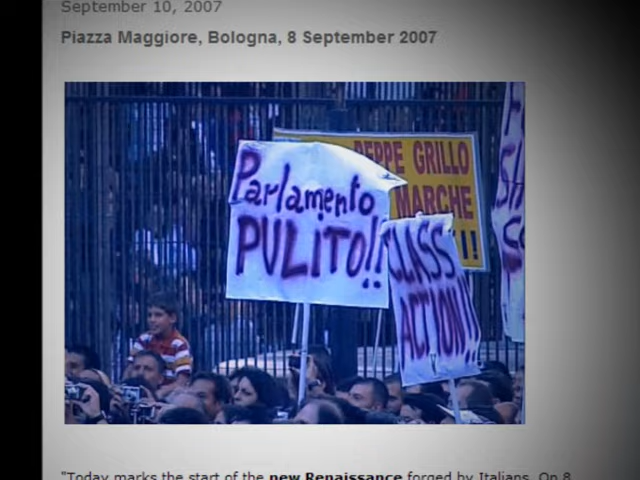 September 10, 2007
Piazza Maggiore, Bologna, 8 September 2007
BEPPE GRILLO
Parlamento
MARCHE
PULITO!!
!!
CLASS
ACTION!!
"Today marks the start of the new Renaissance forged by Italians. On 8